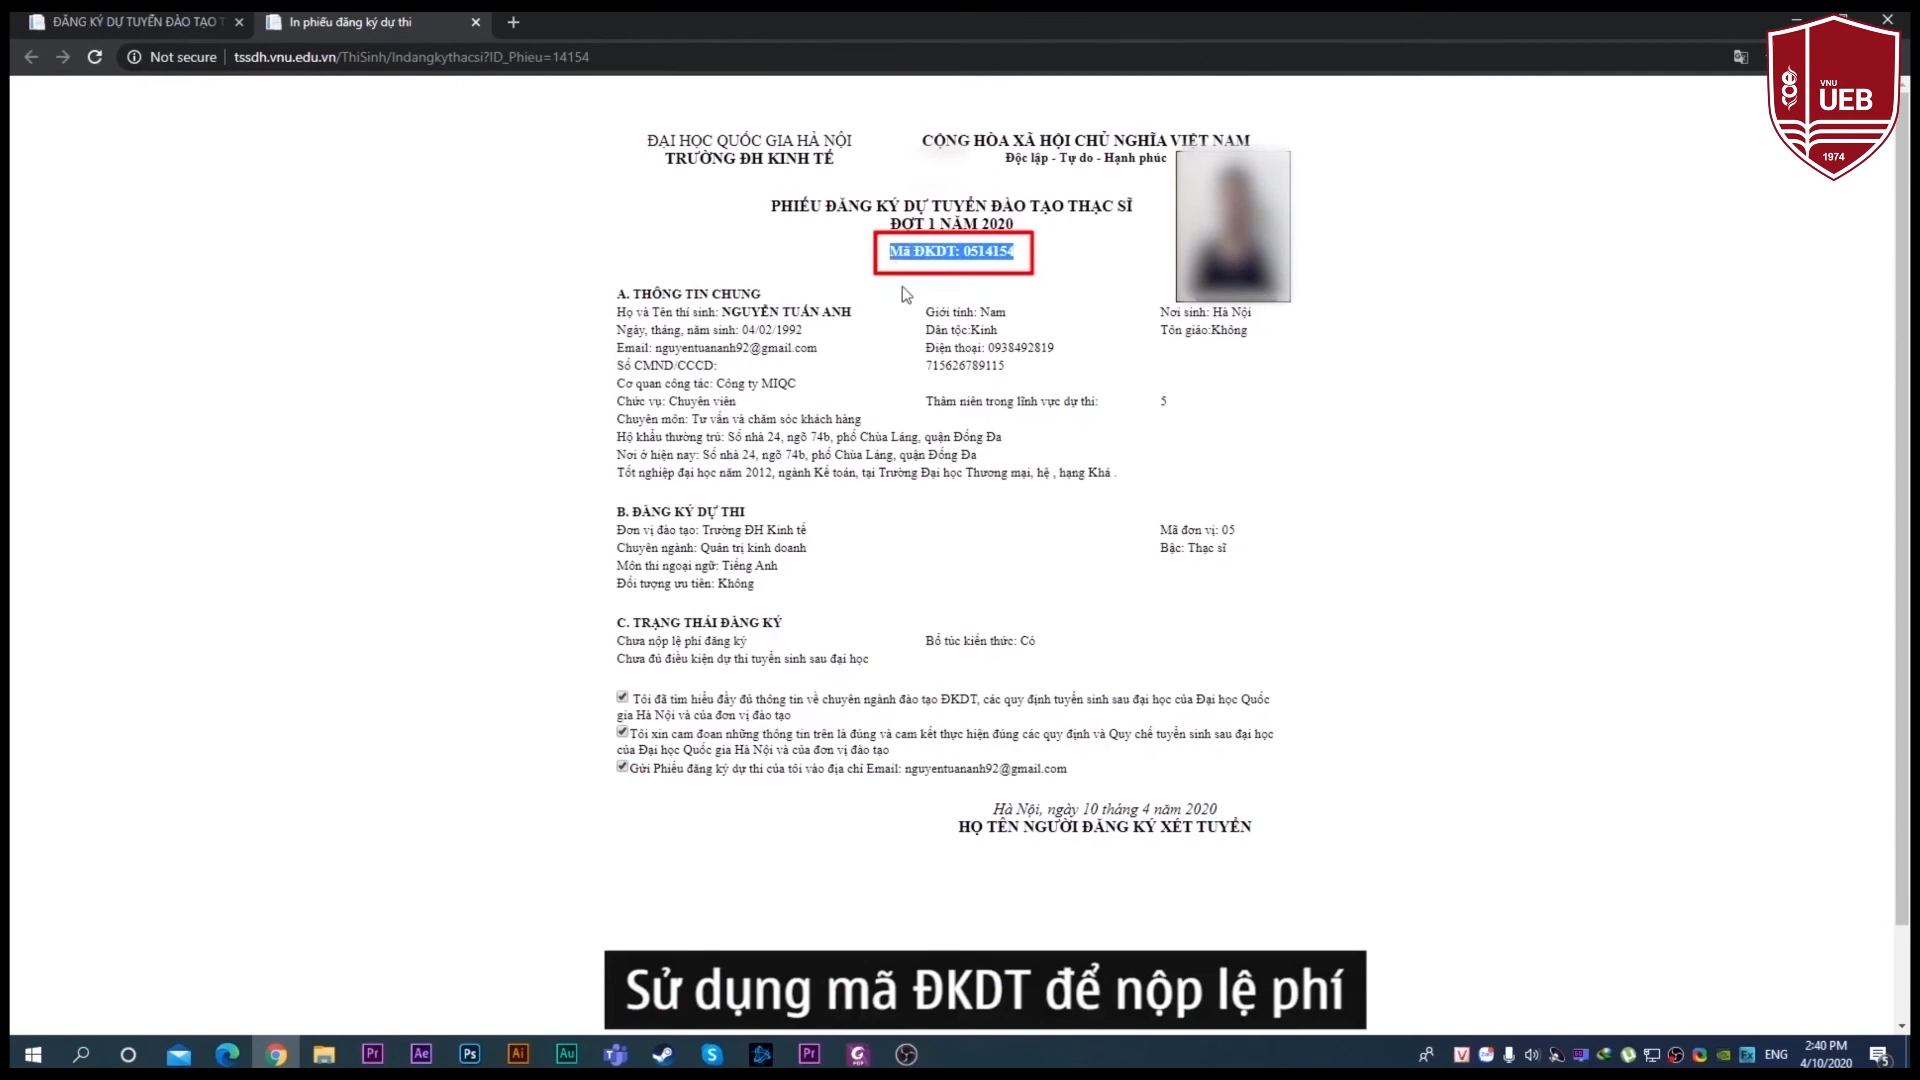 ĐĂNG KÝ DỰ TUYỂN ĐÀO TẠO T
In phiếu đăng ký dự thi
Not secure
tssdh.vnu.edu.vn/ThiSinh/Indangkythacsi?ID_Phieu=14154
VNU
UEB
1974
ĐẠI HỌC QUỐC GIA HÀ NỘI
TRƯỜNG ĐH KINH TẾ
CỘNG HÒA XÃ HỘI CHỦ NGHĨA VIỆT NAM
Độc lập - Tự do - Hạnh phúc
PHIẾU ĐĂNG KÝ DỰ TUYỂN ĐÀO TẠO THẠC SĨ
ĐỢT 1 NĂM 2020
Mã ĐKDT: 0514154
A. THÔNG TIN CHUNG
Họ và Tên thí sinh: NGUYỄN TUẤN ANH Giới tính: Nam Nơi sinh: Hà Nội
Ngày, tháng, năm sinh: 04/02/1992 Dân tộc:Kinh Tôn giáo:Không
Email: nguyentuananh92@gmail.com Điện thoại: 0938492819
Số CMND/CCCD: 715626789115
Cơ quan công tác: Công ty MIQC
Chức vụ: Chuyên viên Thâm niên trong lĩnh vực dự thi: 5
Chuyên môn: Tư vấn và chăm sóc khách hàng
Hộ khẩu thường trú: Số nhà 24, ngõ 74b, phố Chùa Láng, quận Đống Đa
Nơi ở hiện nay: Số nhà 24, ngõ 74b, phố Chùa Láng, quận Đống Đa
Tốt nghiệp đại học năm 2012, ngành Kế toán, tại Trường Đại học Thương mại, hệ , hạng Khá .
B. ĐĂNG KÝ DỰ THI
Đơn vị đào tạo: Trường ĐH Kinh tế Mã đơn vị: 05
Chuyên ngành: Quản trị kinh doanh Bậc: Thạc sĩ
Môn thi ngoại ngữ: Tiếng Anh
Đối tượng ưu tiên: Không
C. TRẠNG THÁI ĐĂNG KÝ
Chưa nộp lệ phí đăng ký Bổ túc kiến thức: Có
Chưa đủ điều kiện dự thi tuyển sinh sau đại học
Tôi đã tìm hiểu đầy đủ thông tin về chuyên ngành đào tạo ĐKDT, các quy định tuyển sinh sau đại học của Đại học Quốc
gia Hà Nội và của đơn vị đào tạo
Tôi xin cam đoan những thông tin trên là đúng và cam kết thực hiện đúng các quy định và Quy chế tuyển sinh sau đại học
của Đại học Quốc gia Hà Nội và của đơn vị đào tạo
Gửi Phiếu đăng ký dự thi của tôi vào địa chỉ Email: nguyentuananh92@gmail.com
Hà Nội, ngày 10 tháng 4 năm 2020
HỌ TÊN NGƯỜI ĐĂNG KÝ XÉT TUYỂN
Sử dụng mã ĐKDT để nộp lệ phí
Pr Ae Ps Ai Au Pr
ENG
2:40 PM
4/10/2020
5